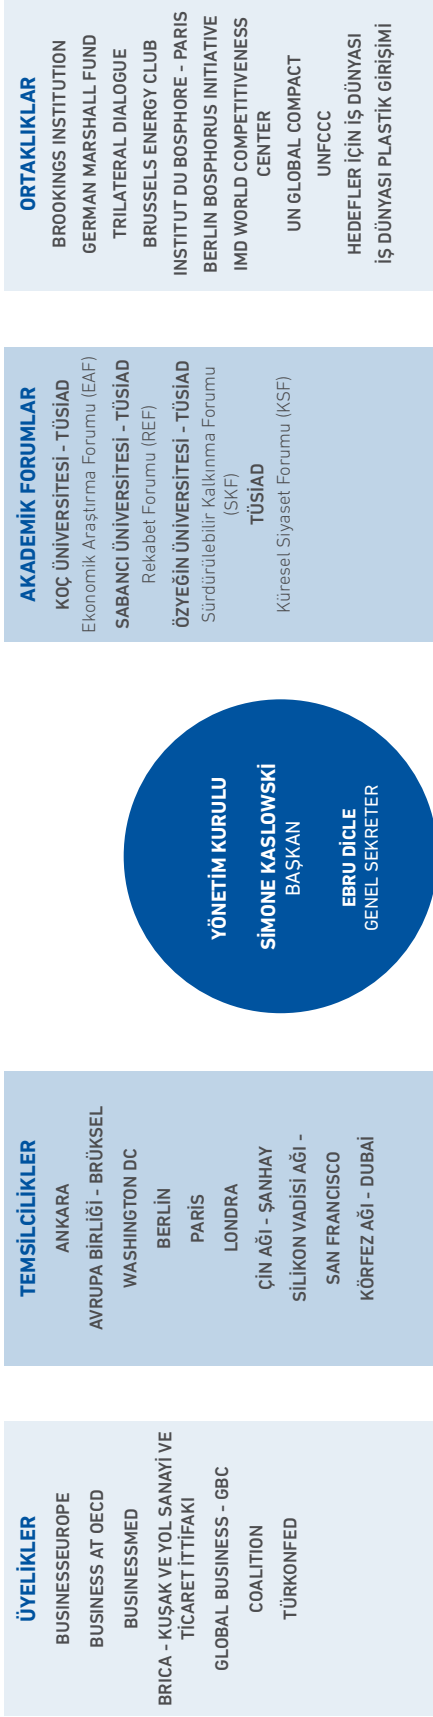 ÜYELİKLER
BUSINESSEUROPE
BUSINESS AT OECD
BUSINESSMED
BRICA - KUŞAK VE YOL SANAYİ VE
TİCARET İTTİFAKI
GLOBAL BUSINESS - GBC
COALITION
TÜRKONFED
TEMSİLCİLİKLER
ANKARA
AVRUPA BİRLİĞİ - BRÜKSEL
WASHINGTON DC
BERLİN
PARİS
LONDRA
ÇİN AĞI - ŞANHAY
SİLİKON VADİSİ AĞI -
SAN FRANCISCO
KÖRFEZ AĞI - DUBAİ
YÖNETİM KURULU
SİMONE KASLOWSKİ
BAŞKAN
EBRU DİCLE
GENEL SEKRETER
AKADEMİK FORUMLAR
KOÇ ÜNİVERSİTESİ - TÜSİAD
Ekonomik Araştırma Forumu (EAF)
SABANCI ÜNİVERSİTESİ - TÜSİAD
Rekabet Forumu (REF)
ÖZYEĞİN ÜNİVERSİTESİ - TÜSİAD
Sürdürülebilir Kalkınma Forumu
(SKF)
TÜSİAD
Küresel Siyaset Forumu (KSF)
ORTAKLIKLAR
BROOKINGS INSTITUTION
GERMAN MARSHALL FUND
TRILATERAL DIALOGUE
BRUSSELS ENERGY CLUB
INSTITUT DU BOSPHORE - PARIS
BERLIN BOSPHORUS INITIATIVE
IMD WORLD COMPETITIVENESS
CENTER
UN GLOBAL COMPACT
UNFCCC
HEDEFLER İÇİN İŞ DÜNYASI
İŞ DÜNYASI PLASTİK GİRİŞİMİ